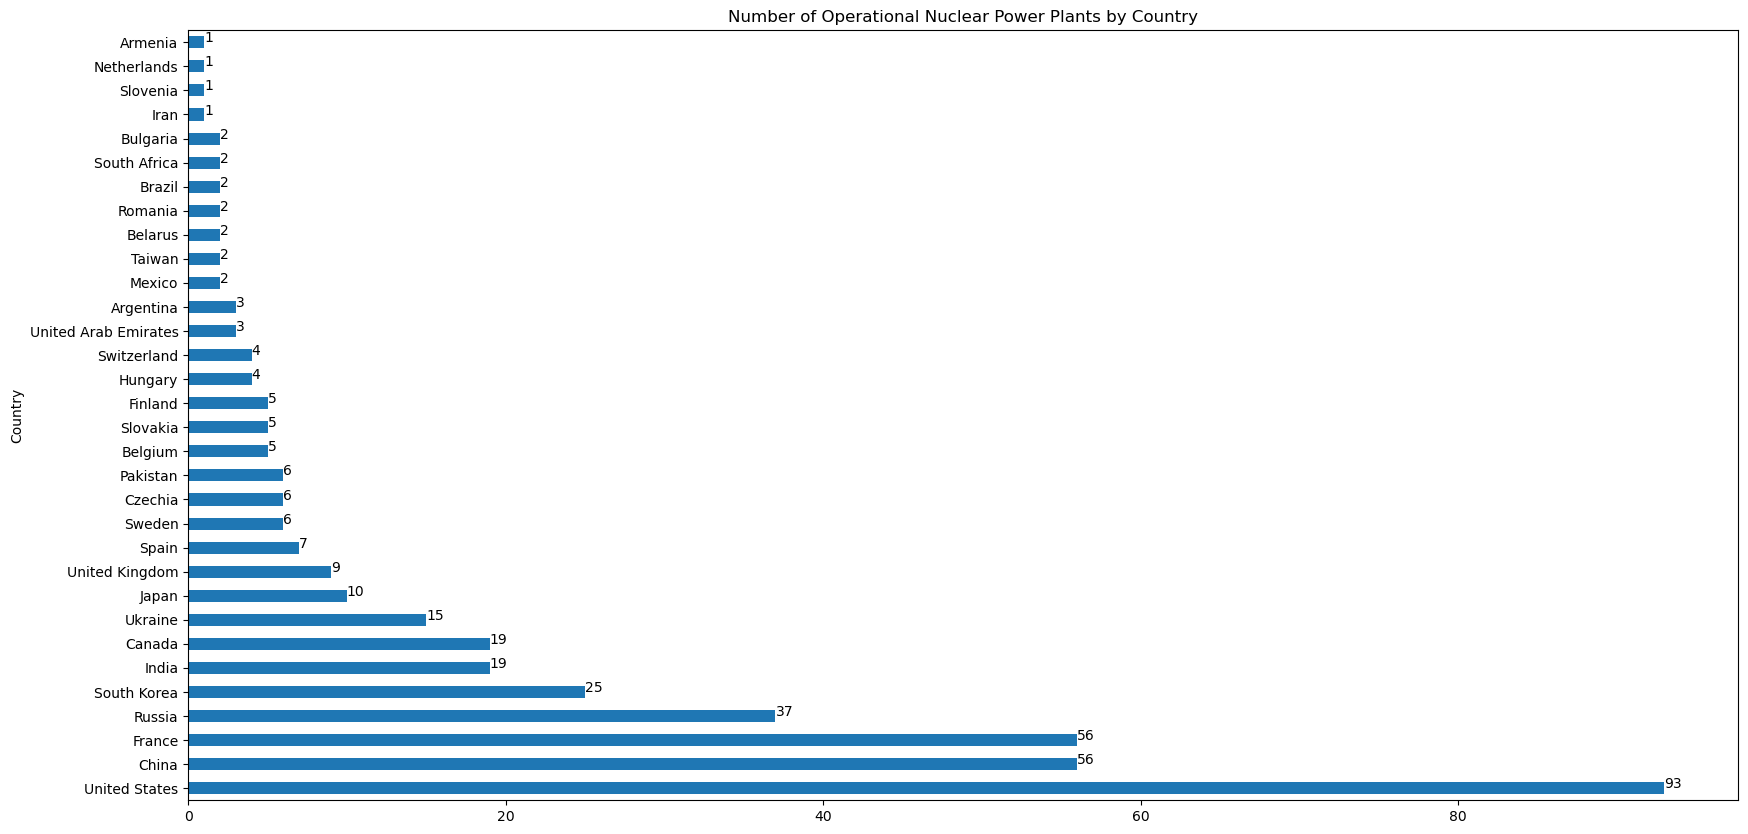 Number of Operational Nuclear Power Plants by Country
Armenia 1
Netherlands 1
Slovenia 1
Iran 1
Bulgaria 2
South Africa 2
Brazil 2
Romania 2
Belarus 2
Taiwan 2
Mexico 2
Argentina 3
United Arab Emirates 3
Switzerland 4
Hungary 4
Finland 5
Slovakia 5
Belgium 5
Pakistan 6
Czechia 6
Sweden 6
Spain 7
United Kingdom 9
Japan 10
Ukraine 15
Canada 19
India 19
South Korea 25
Russia 37
France 56
China 56
United States 93
0 20 40 60 80
Country